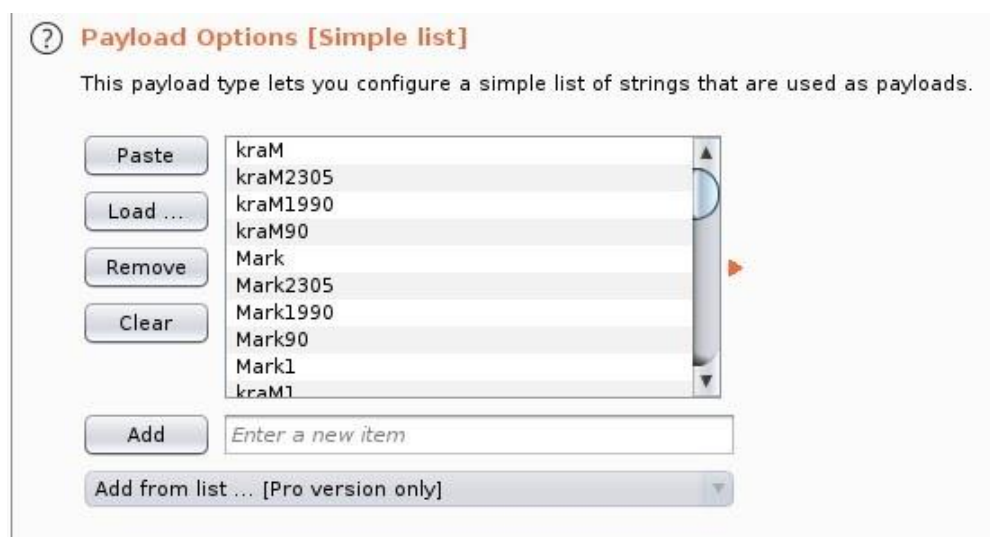 ? Payload Options [Simple list]
This payload type lets you configure a simple list of strings that are used as payloads.
Paste
Load ...
Remove
Clear
kraM
kraM2305
kraM1990
kraM90
Mark
Mark2305
Mark1990
Mark90
Mark1
kraM1
Add
Enter a new item
Add from list ... [Pro version only]